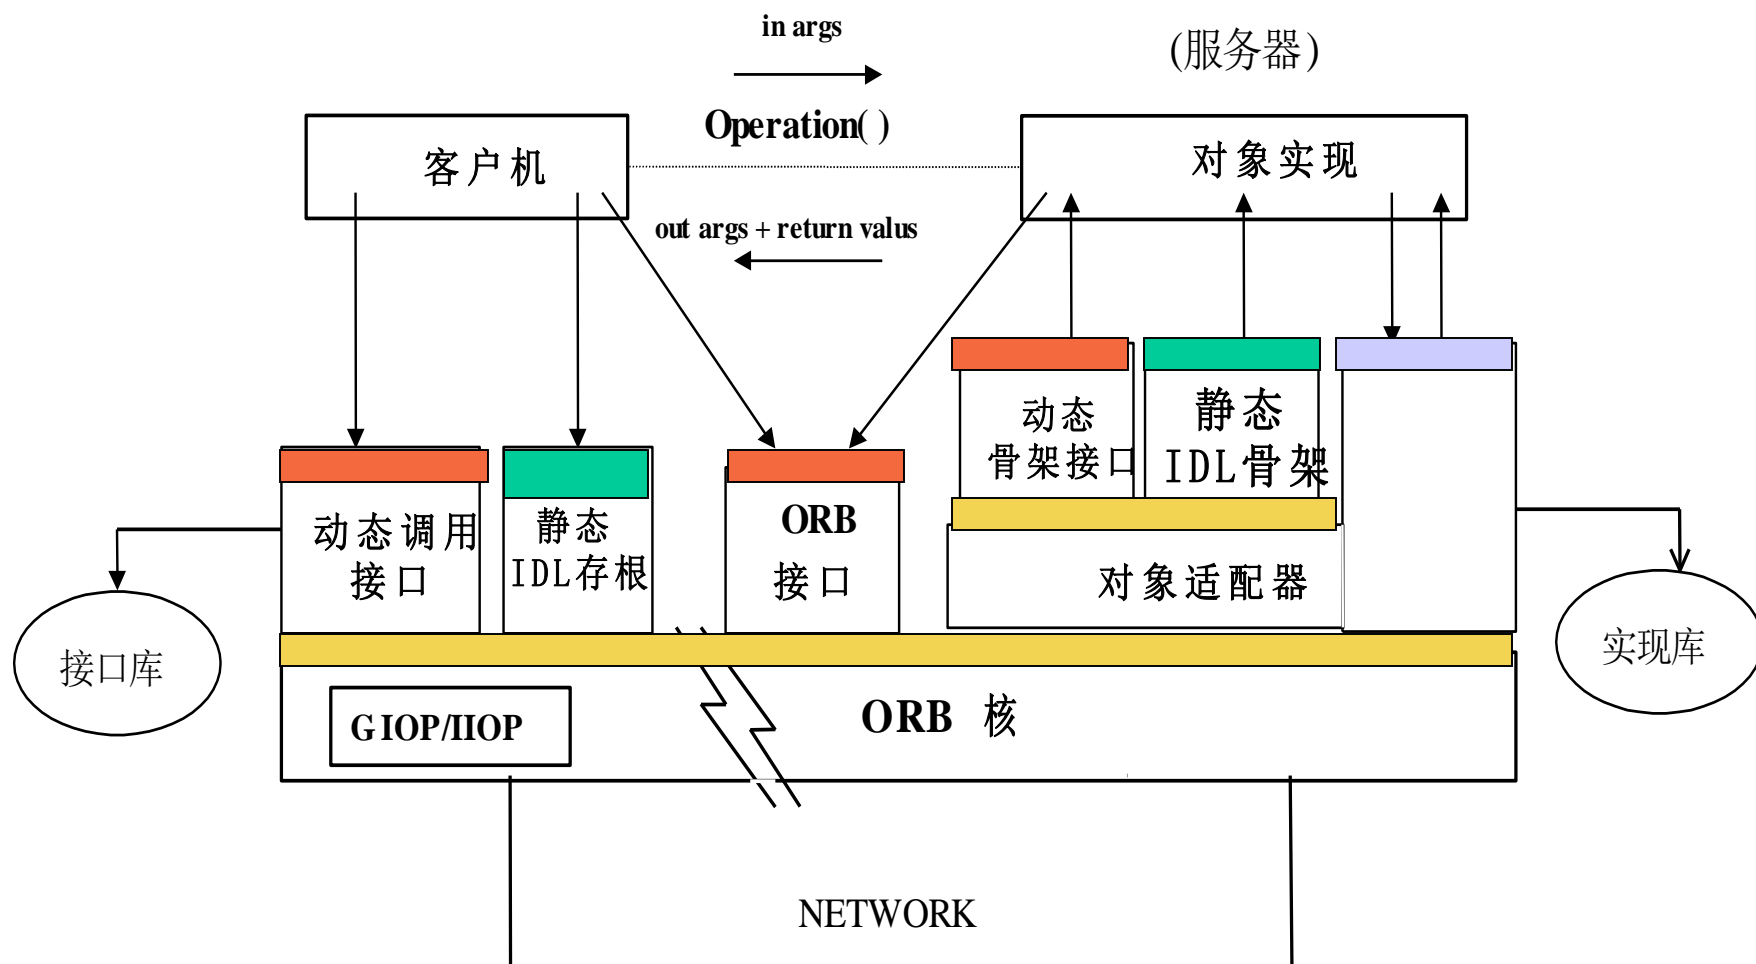 in args
(服务器)
Operation( )
客户机
对象实现
out args + return valus
动态
骨架接口
静态
IDL骨架
动态调用
接口
静态
IDL存根
ORB
接口
对象适配器
接口库
实现库
GIOP/IIOP
ORB 核
NETWORK